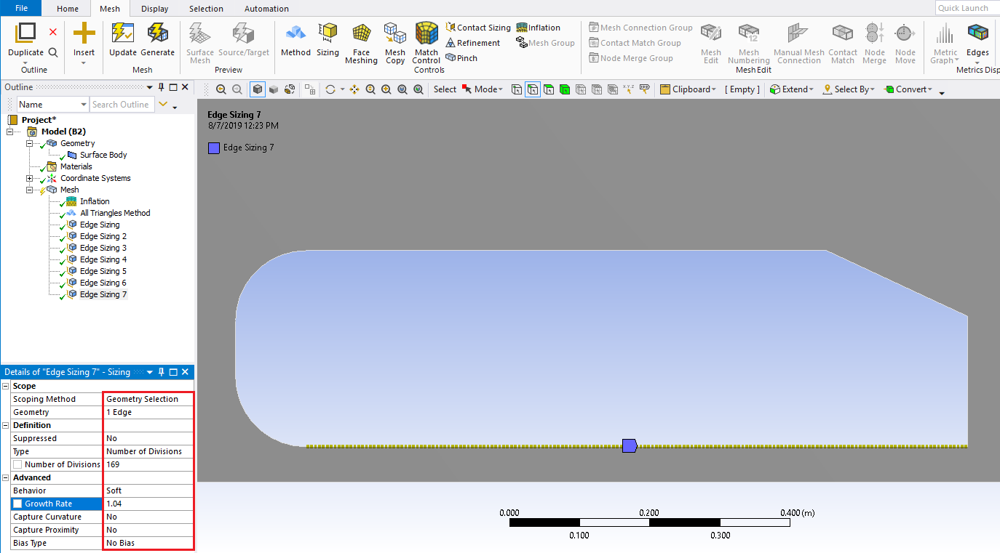 File Home Mesh Display Selection Automation Quick Launch
Duplicate
Outline
Insert
Update Generate
Mesh
Surface Mesh Source/Target
Preview
Method Sizing Face Meshing Mesh Copy Match Control
Contact Sizing Inflation
Refinement Mesh Group
Pinch
Controls
Mesh Connection Group
Contact Match Group
Node Merge Group
Mesh Edit Mesh Numbering Manual Mesh Connection Contact Match Node Merge Node Move
Mesh Edit
Metric Graph Edges
Metrics Disp
Outline
Name Search Outline
Select Mode X,Y,Z Clipboard [ Empty ] Extend Select By Convert
Project*
Model (B2)
Geometry
Surface Body
Materials
Coordinate Systems
Mesh
Inflation
All Triangles Method
Edge Sizing
Edge Sizing 2
Edge Sizing 3
Edge Sizing 4
Edge Sizing 5
Edge Sizing 6
Edge Sizing 7
Details of "Edge Sizing 7" - Sizing
Scope
Scoping Method Geometry Selection
Geometry 1 Edge
Definition
Suppressed No
Type Number of Divisions
Number of Divisions 169
Advanced
Behavior Soft
Growth Rate 1.04
Capture Curvature No
Capture Proximity No
Bias Type No Bias
Edge Sizing 7
8/7/2019 12:23 PM
Edge Sizing 7
0.000 0.200 0.400 (m)
0.100 0.300